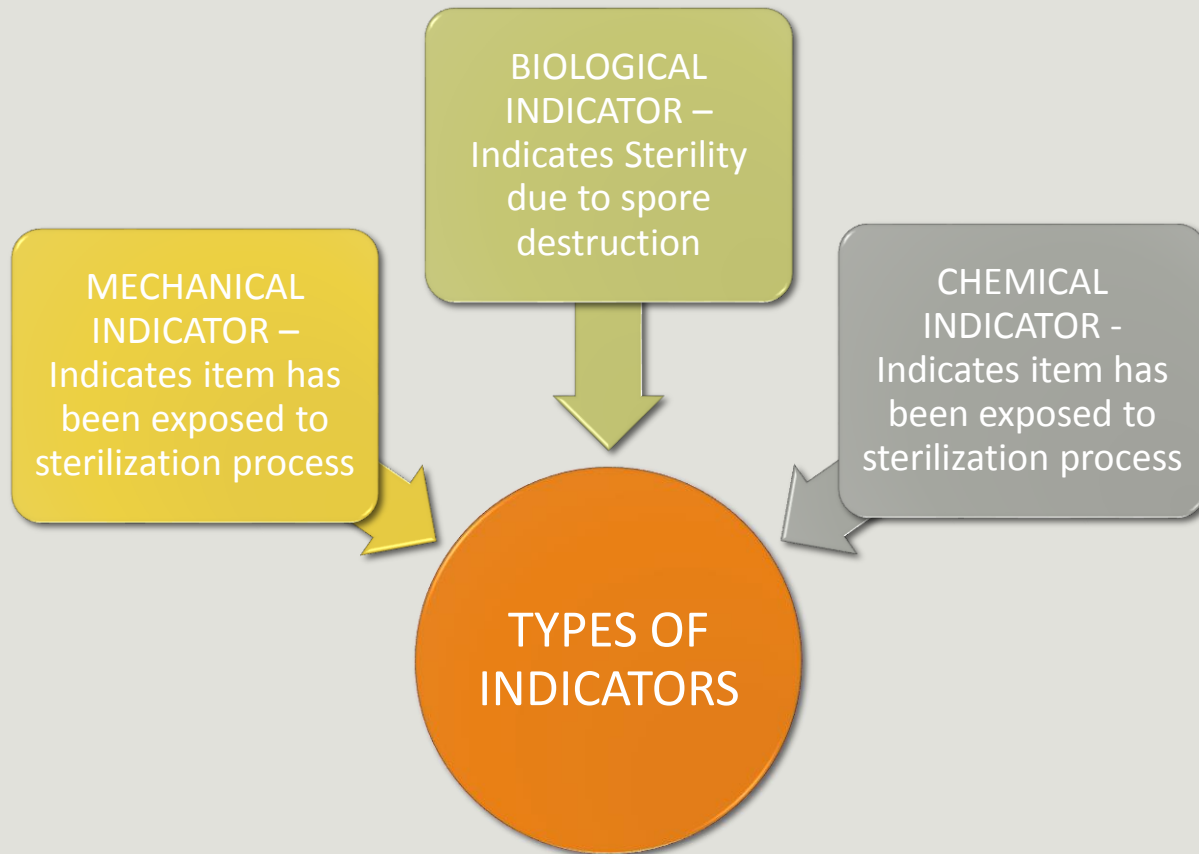 BIOLOGICAL
INDICATOR –
Indicates Sterility
due to spore
destruction
MECHANICAL
INDICATOR –
Indicates item has
been exposed to
sterilization process
CHEMICAL
INDICATOR -
Indicates item has
been exposed to
sterilization process
TYPES OF
INDICATORS